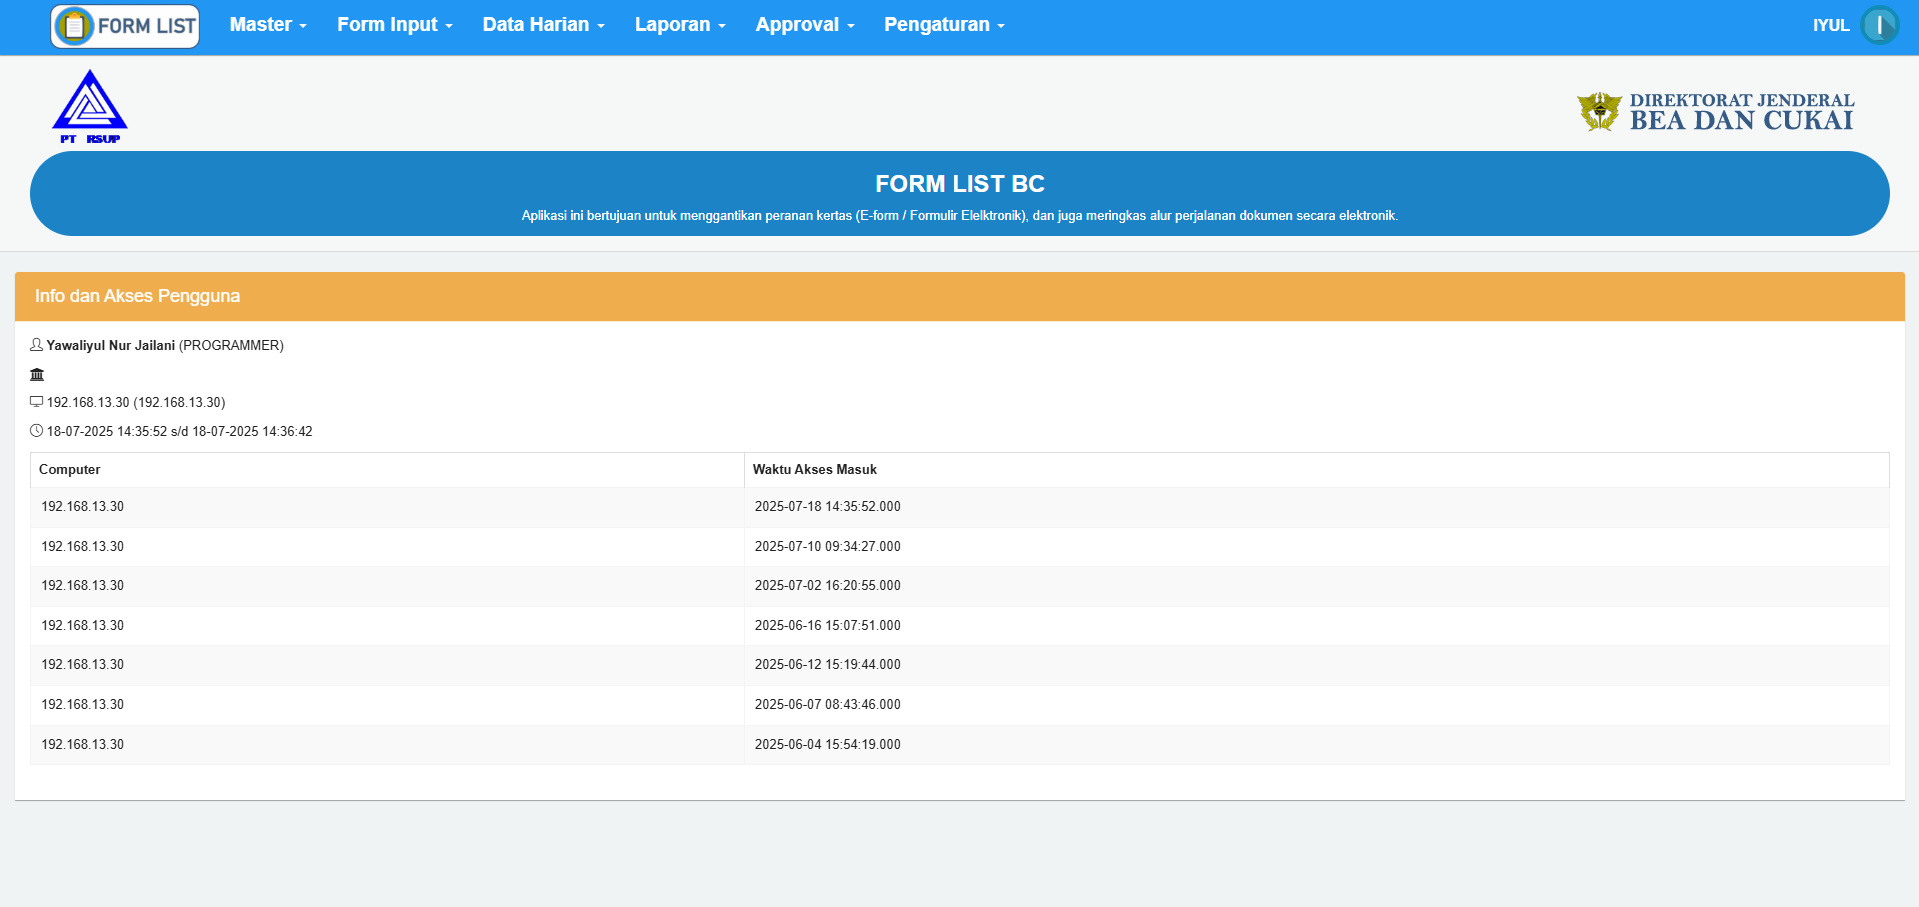 FORM LIST
Master
Form Input
Data Harian
Laporan
Approval
Pengaturan
IYUL
I
PT RSUP
DIREKTORAT JENDERAL
BEA DAN CUKAI
FORM LIST BC
Aplikasi ini bertujuan untuk menggantikan peranan kertas (E-form / Formulir Elelktronik), dan juga meringkas alur perjalanan dokumen secara elektronik.
Info dan Akses Pengguna
Yawaliyul Nur Jailani (PROGRAMMER)
192.168.13.30 (192.168.13.30)
18-07-2025 14:35:52 s/d 18-07-2025 14:36:42
Computer Waktu Akses Masuk
192.168.13.30 2025-07-18 14:35:52.000
192.168.13.30 2025-07-10 09:34:27.000
192.168.13.30 2025-07-02 16:20:55.000
192.168.13.30 2025-06-16 15:07:51.000
192.168.13.30 2025-06-12 15:19:44.000
192.168.13.30 2025-06-07 08:43:46.000
192.168.13.30 2025-06-04 15:54:19.000